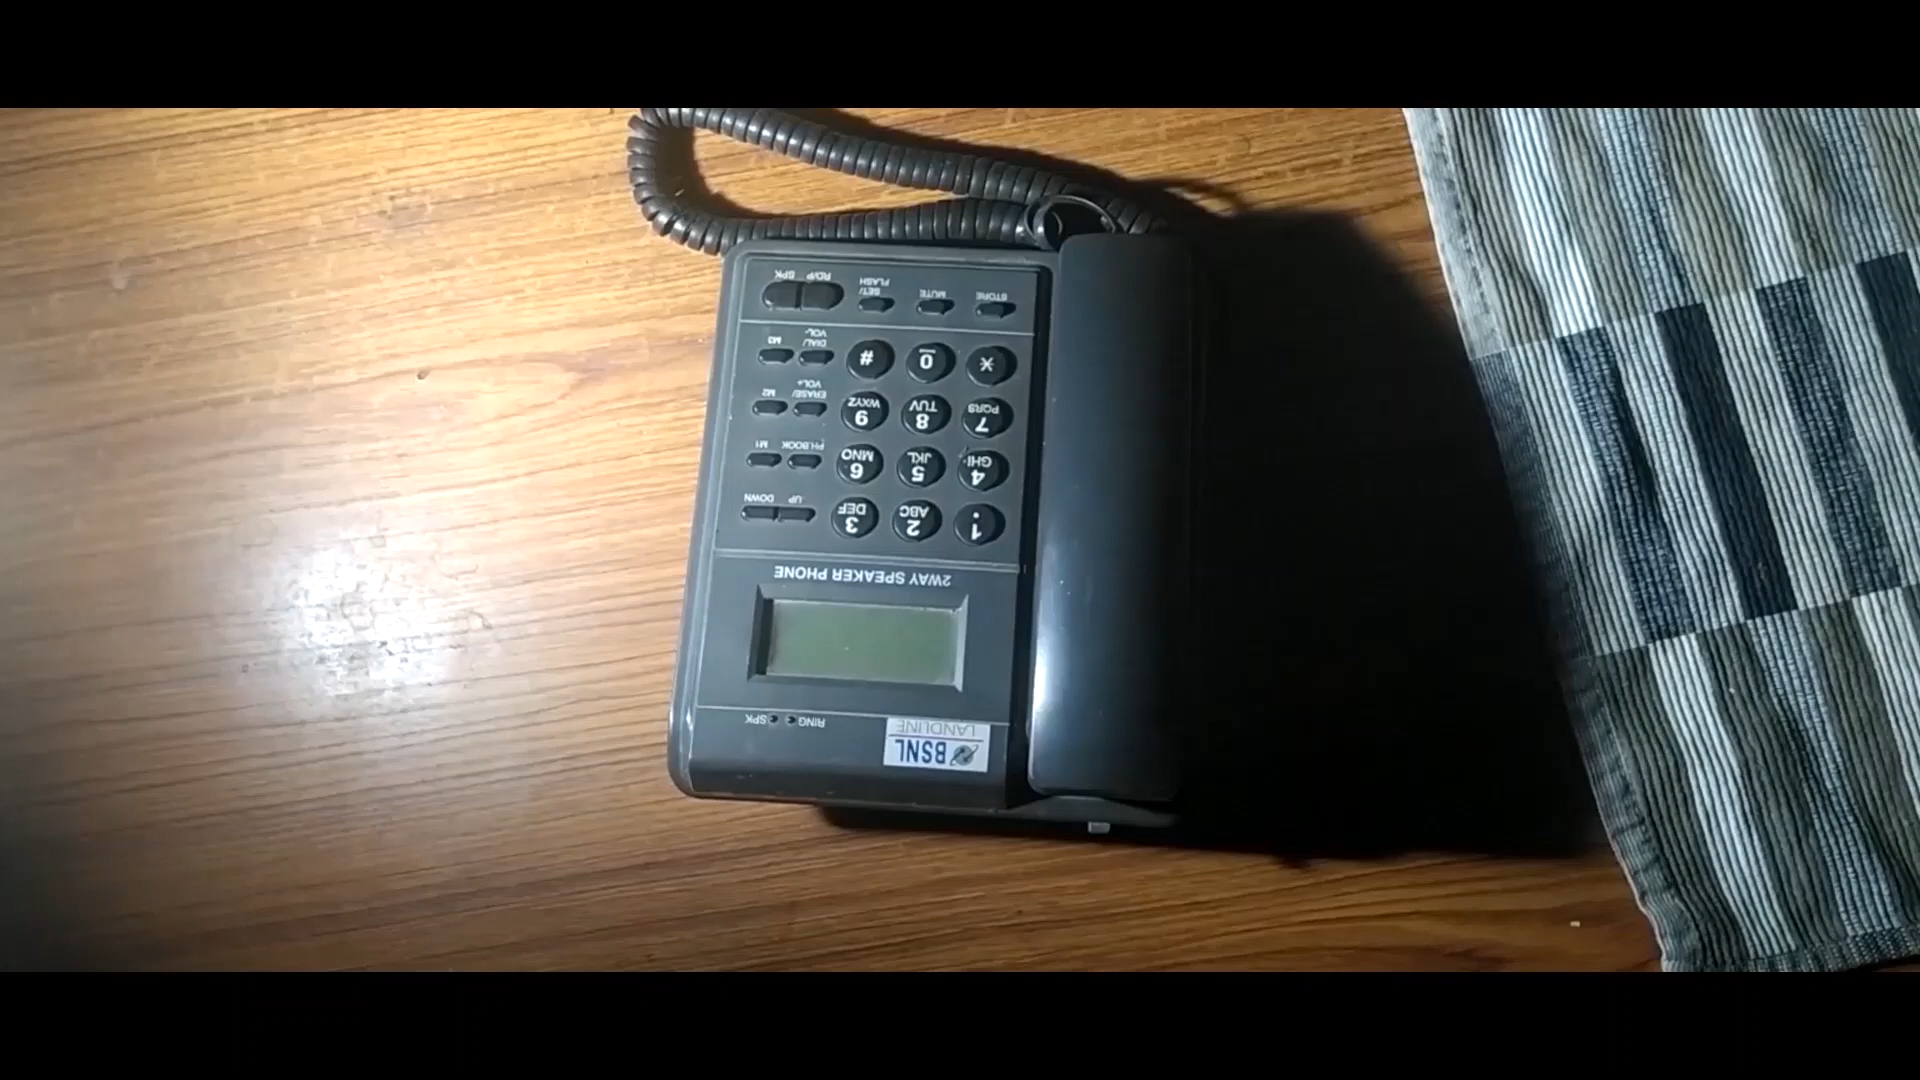 BSNL
LANDLINE
RING SPK
2WAY SPEAKER PHONE
1 2 ABC 3 DEF UP DOWN
4 GHI 5 JKL 6 MNO PH.BOOK M1
7 PQRS 8 TUV 9 WXYZ ERASE/ VOL+ M2
* 0 # DIAL/ VOL- M3
STORE MUTE SET/ FLASH RD/P SPK